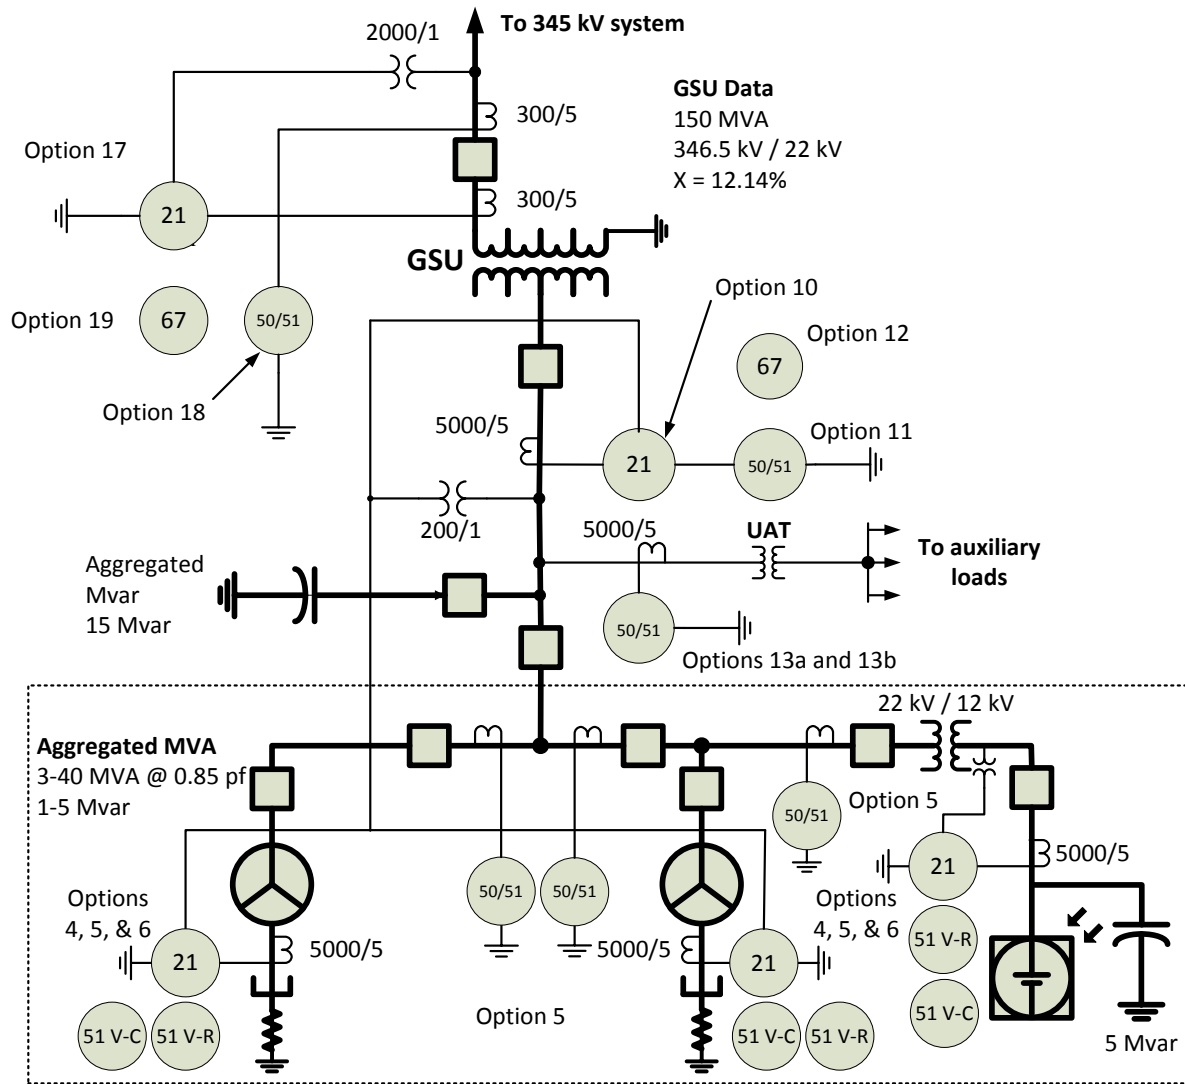 To 345 kV system
2000/1
GSU Data
150 MVA
346.5 kV / 22 kV
X = 12.14%
300/5
Option 17
300/5
21
GSU
Option 10
Option 19
67
50/51
Option 12
67
Option 18
5000/5
Option 11
21
50/51
200/1
5000/5
UAT
To auxiliary
loads
Aggregated
Mvar
15 Mvar
50/51
Options 13a and 13b
22 kV / 12 kV
Aggregated MVA
3-40 MVA @ 0.85 pf
1-5 Mvar
Option 5
50/51
5000/5
21
50/51
50/51
Options
4, 5, & 6
Options
4, 5, & 6
51 V-R
5000/5
5000/5
21
21
51 V-C
Option 5
51 V-C
51 V-R
51 V-C
51 V-R
5 Mvar